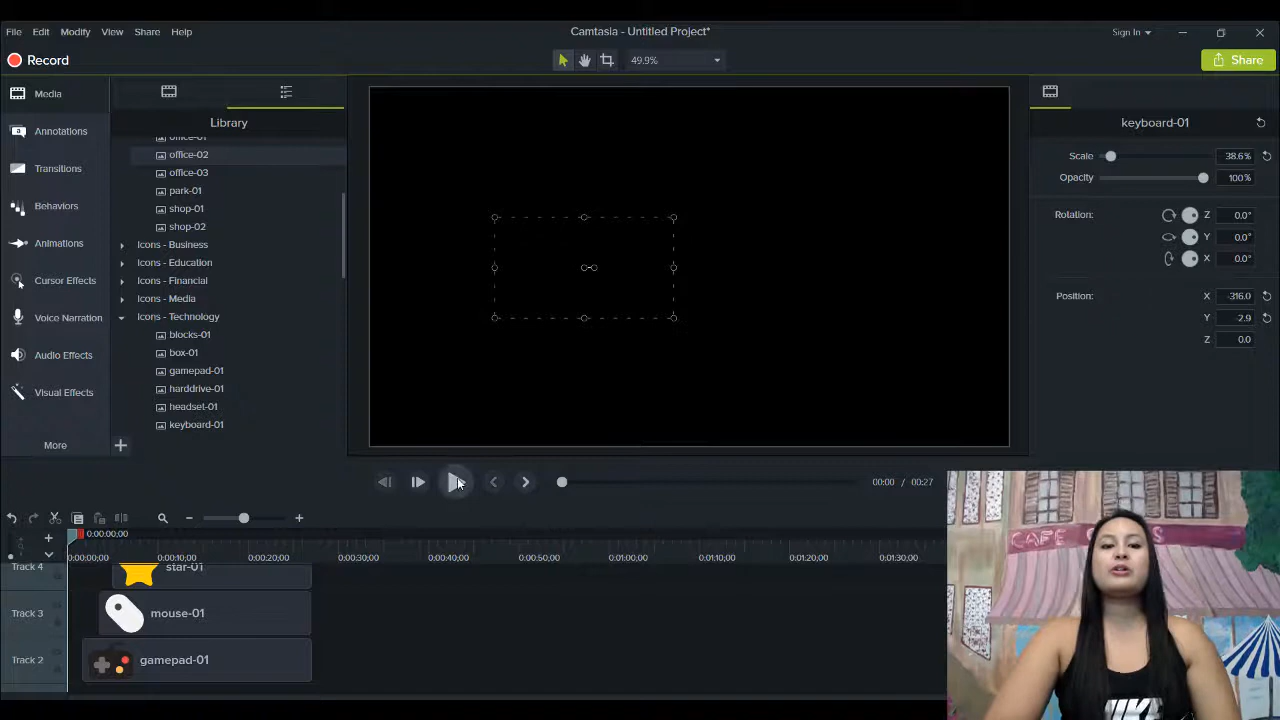 File Edit Modify View Share Help
Camtasia - Untitled Project*
Sign In
Record
49.9%
Share
Media
Annotations
Transitions
Behaviors
Animations
Cursor Effects
Voice Narration
Audio Effects
Visual Effects
More
Library
office-01
office-02
office-03
park-01
shop-01
shop-02
Icons - Business
Icons - Education
Icons - Financial
Icons - Media
Icons - Technology
blocks-01
box-01
gamepad-01
harddrive-01
headset-01
keyboard-01
keyboard-01
Scale 38.6%
Opacity 100%
Rotation: Z 0.0°
Y 0.0°
X 0.0°
Position: X -316.0
Y -2.9
Z 0.0
00:00 / 00:27
0:00:00;00
0:00:00;00 0:00:10;00 0:00:20;00 0:00:30;00 0:00:40;00 0:00:50;00 0:01:00;00 0:01:10;00 0:01:20;00 0:01:30;00
Track 4 star-01
Track 3 mouse-01
Track 2 gamepad-01